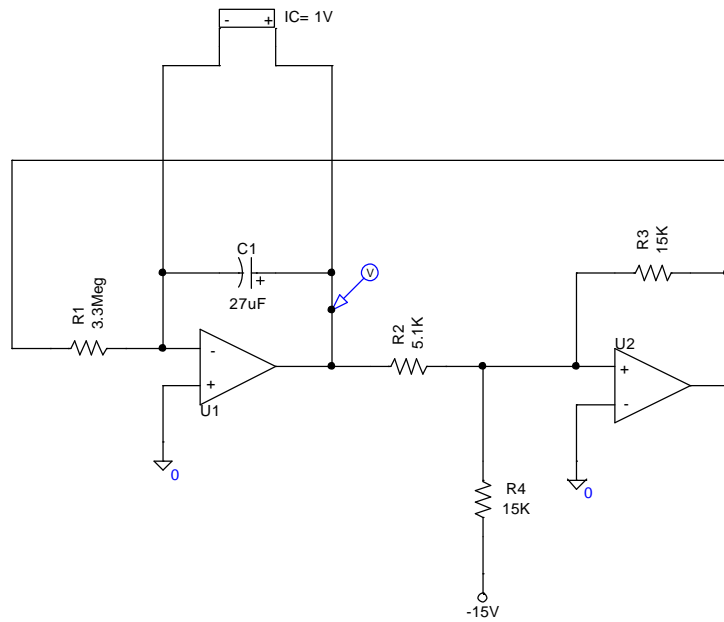 - + IC= 1V
C1
+
27uF
V
R3
15K
R1
3.3Meg
R2
5.1K
-
+
U1
U2
+
-
0
0
R4
15K
-15V